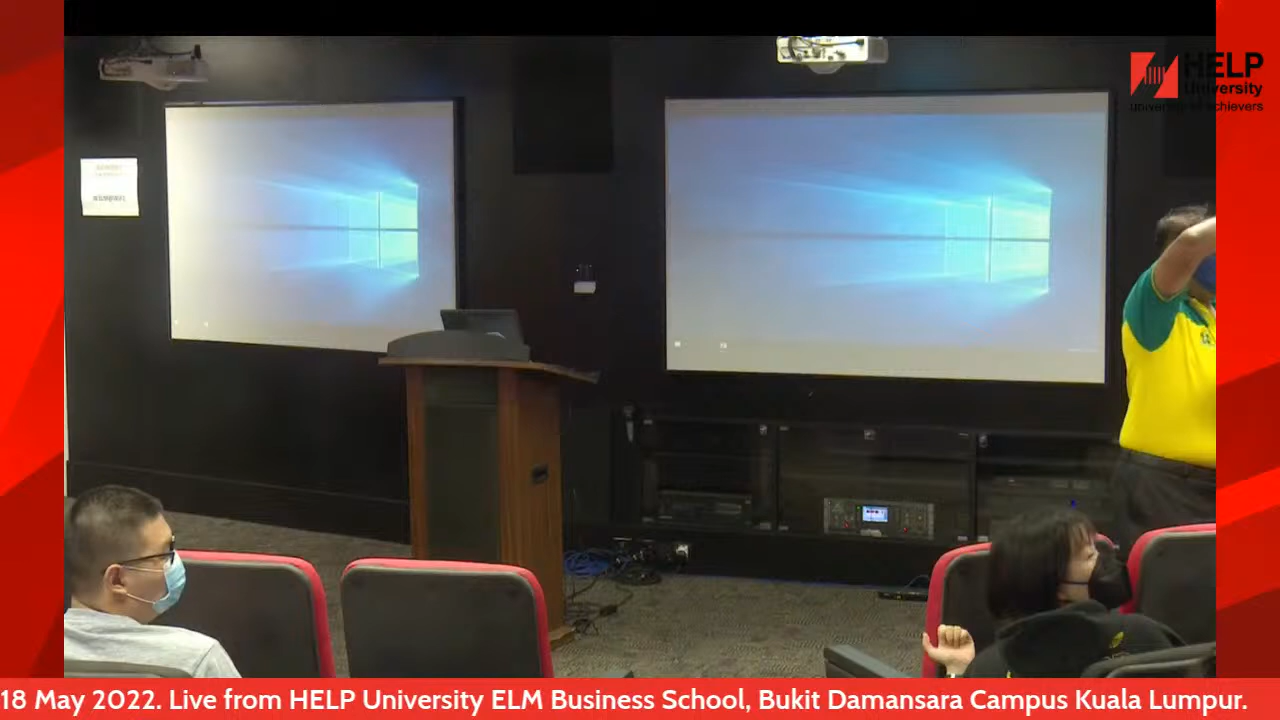 HELP
University
university of achievers
18 May 2022. Live from HELP University ELM Business School, Bukit Damansara Campus Kuala Lumpur.